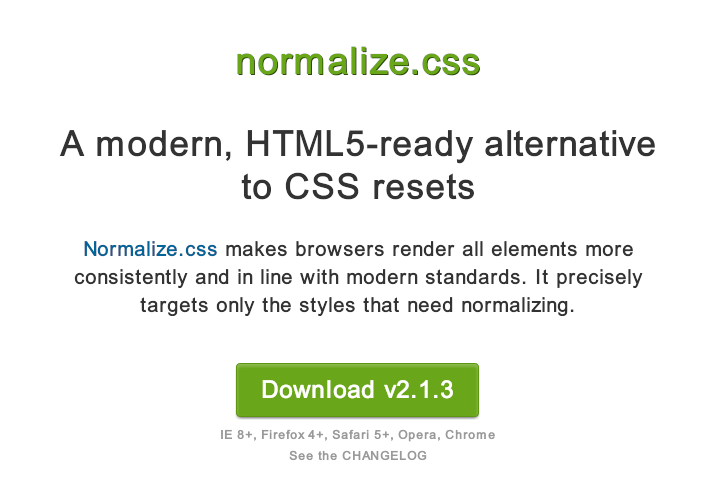 normalize.css
A modern, HTML5-ready alternative
to CSS resets
Normalize.css makes browsers render all elements more
consistently and in line with modern standards. It precisely
targets only the styles that need normalizing.
Download v2.1.3
IE 8+, Firefox 4+, Safari 5+, Opera, Chrome
See the CHANGELOG